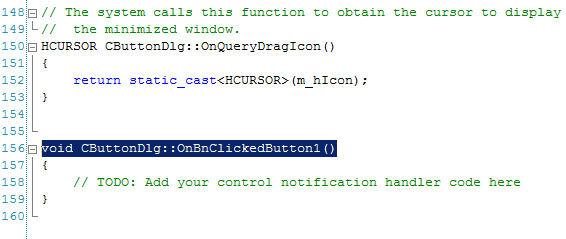 148 // The system calls this function to obtain the cursor to display
149 //  the minimized window.
150 HCURSOR CButtonDlg::OnQueryDragIcon()
151 {
152     return static_cast<HCURSOR>(m_hIcon);
153 }
154
155
156 void CButtonDlg::OnBnClickedButton1()
157 {
158     // TODO: Add your control notification handler code here
159 }
160